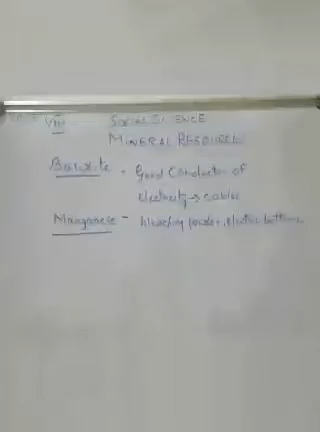 VIII SOCIAL SCIENCE
MINERAL RESOURCES
Bauxite - Good Conductor of
electricity → cables
Manganese - bleaching powder, electric batteries